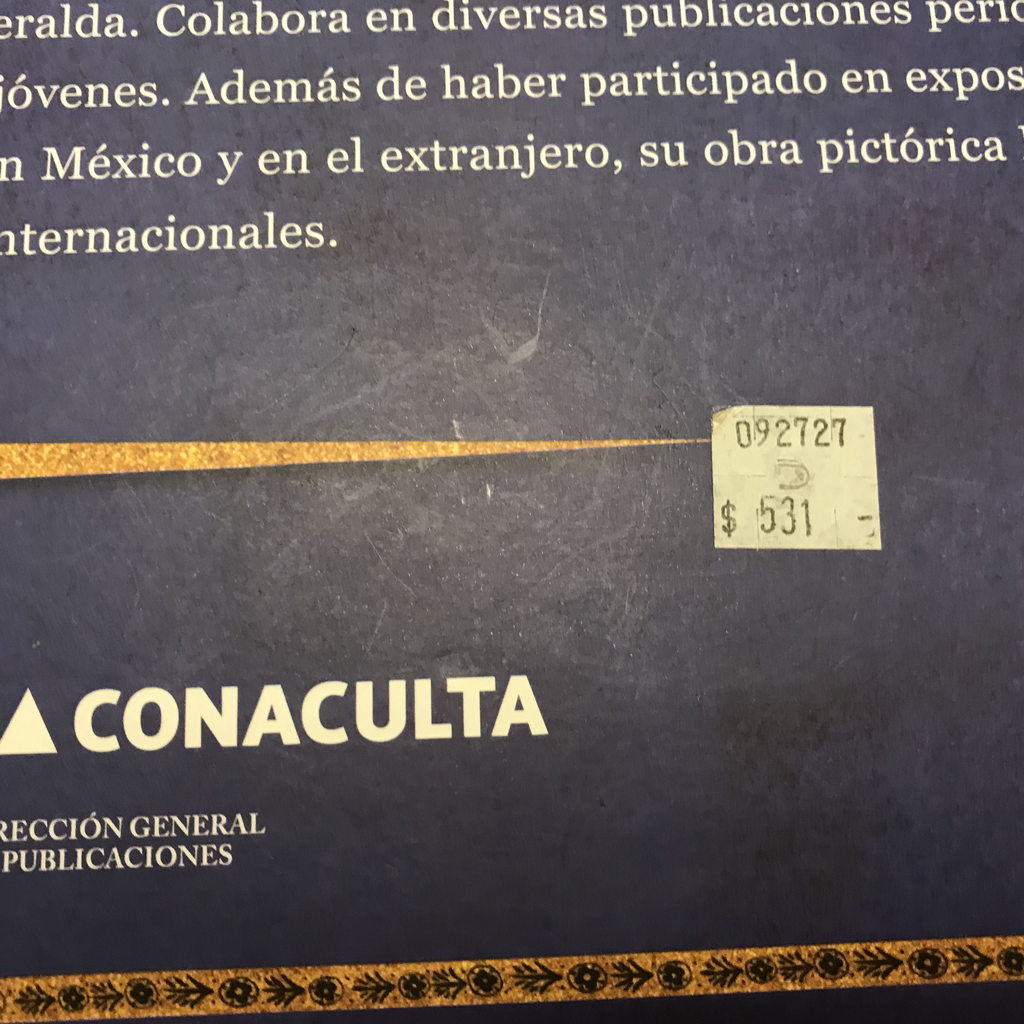 eralda. Colabora en diversas publicaciones perió
jóvenes. Además de haber participado en expos
n México y en el extranjero, su obra pictórica
nternacionales.
092727
$ 531 -
CONACULTA
RECCIÓN GENERAL
PUBLICACIONES